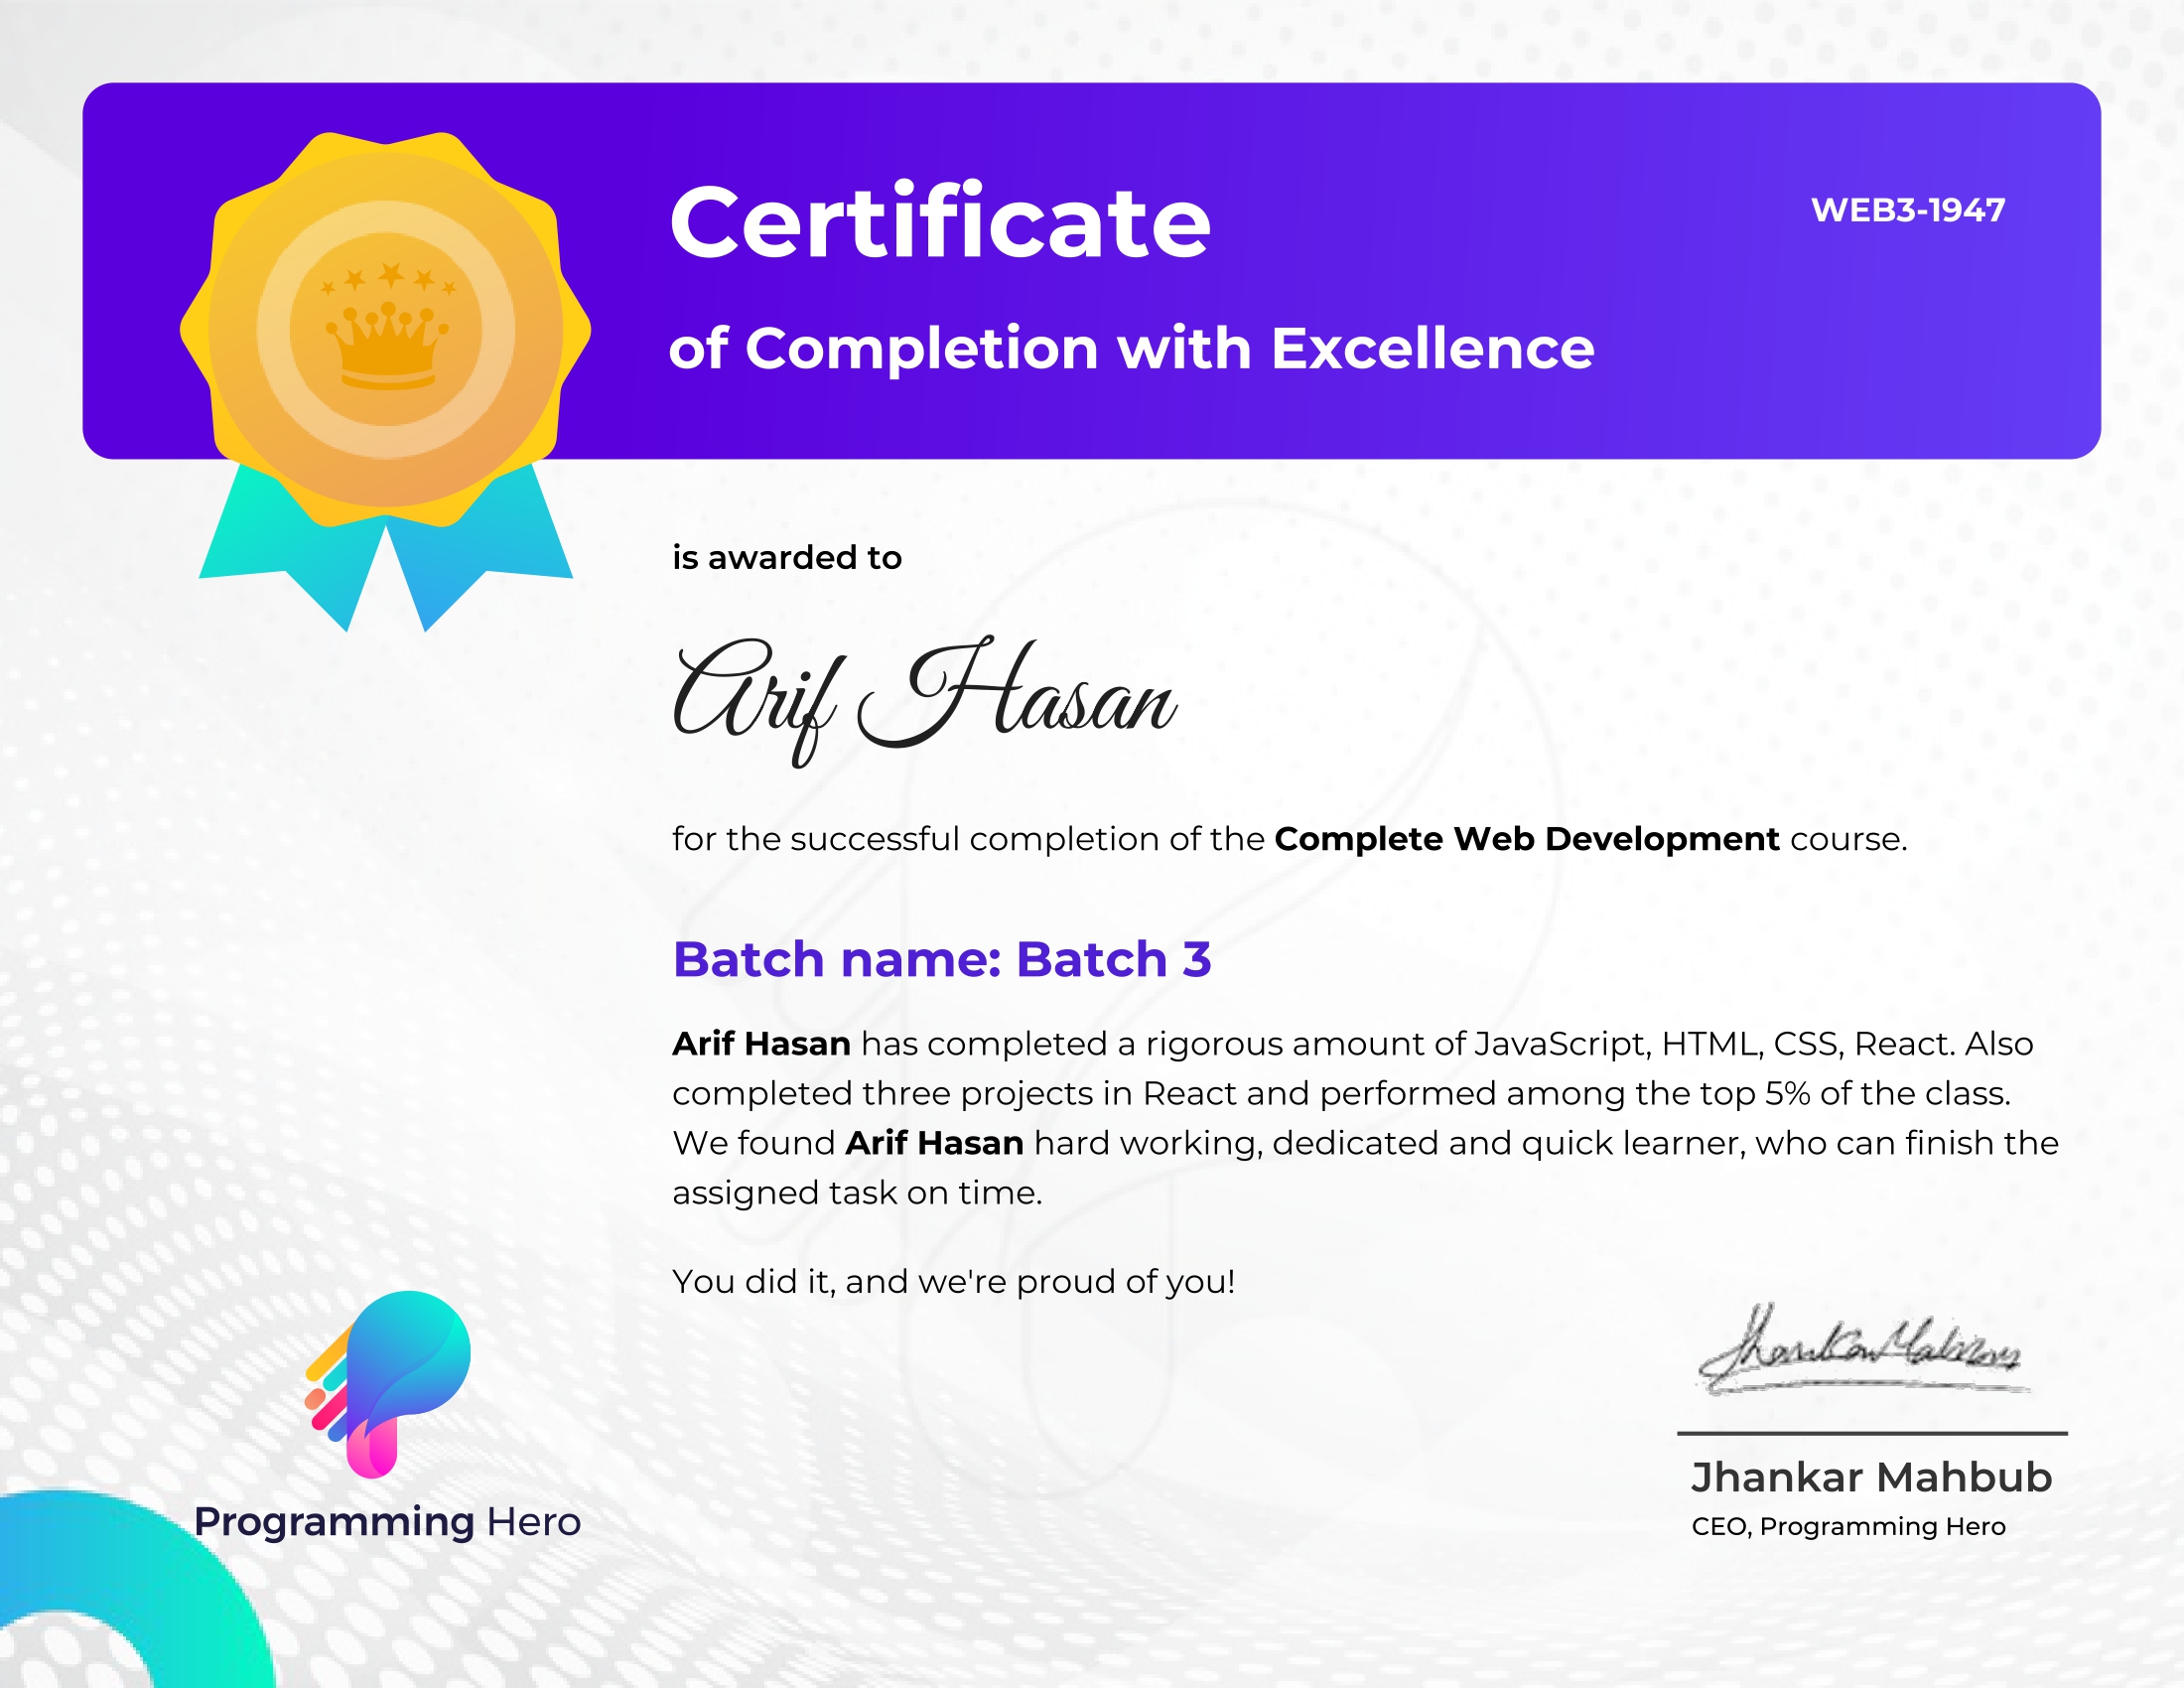 Certificate
WEB3-1947
of Completion with Excellence
is awarded to
Arif Hasan
for the successful completion of the Complete Web Development course.
Batch name: Batch 3
Arif Hasan has completed a rigorous amount of JavaScript, HTML, CSS, React. Also
completed three projects in React and performed among the top 5% of the class.
We found Arif Hasan hard working, dedicated and quick learner, who can finish the
assigned task on time.
You did it, and we're proud of you!
Jhankar Mahbub
Jhankar Mahbub
CEO, Programming Hero
Programming Hero